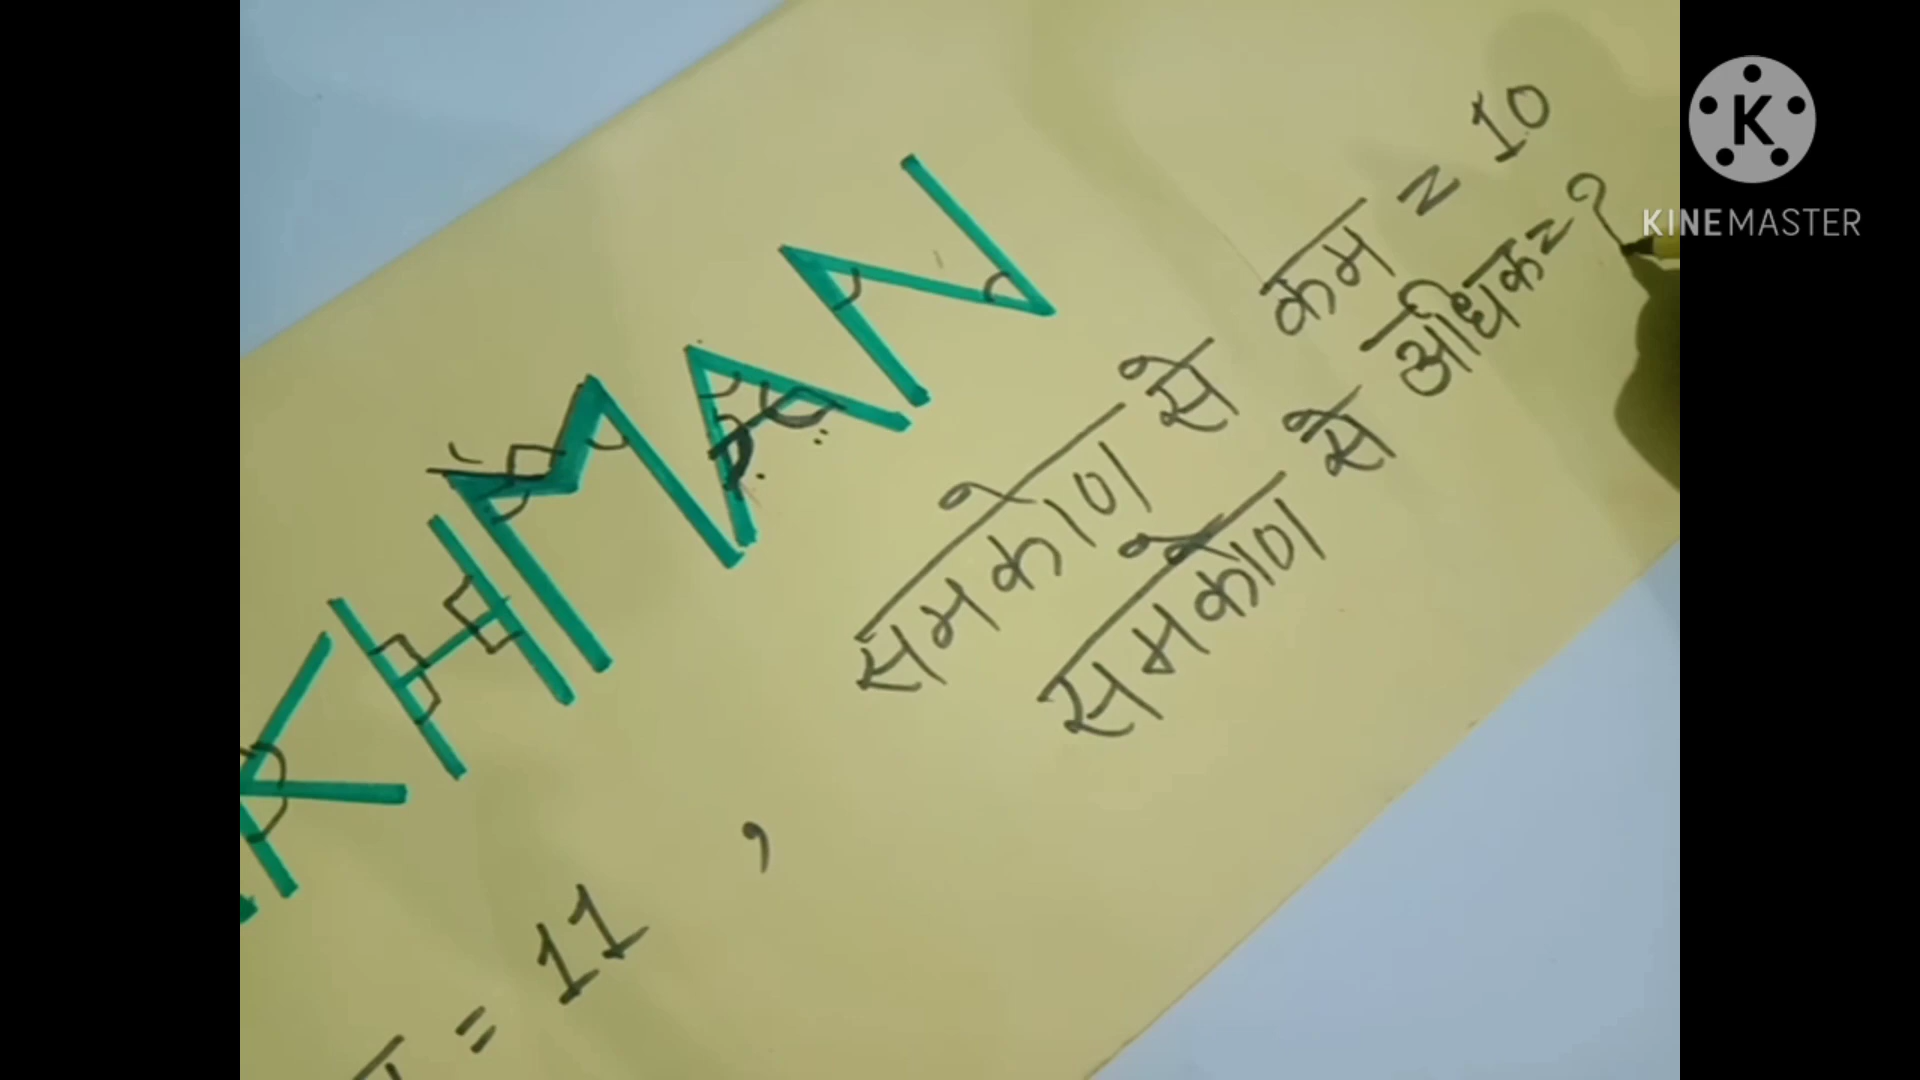 KHMAN
समकोण से कम = 10
समकोण से अधिक = ?
= 11 ,
K
KINEMASTER